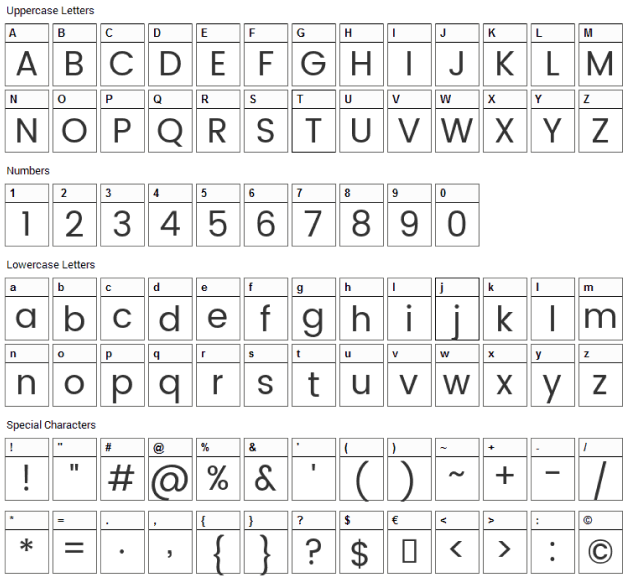 Uppercase Letters
A B C D E F G H I J K L M
A B C D E F G H I J K L M
N O P Q R S T U V W X Y Z
N O P Q R S T U V W X Y Z
Numbers
1 2 3 4 5 6 7 8 9 0
1 2 3 4 5 6 7 8 9 0
Lowercase Letters
a b c d e f g h I j k l m
a b c d e f g h i j k l m
n o p q r s t u v w x y z
n o p q r s t u v w x y z
Special Characters
! " # @ % & ' ( ) ~ + - /
! " # @ % & ' ( ) ~ + - /
* = . , { } ? $ € < > : ©
* = . , { } ? $ < > : ©